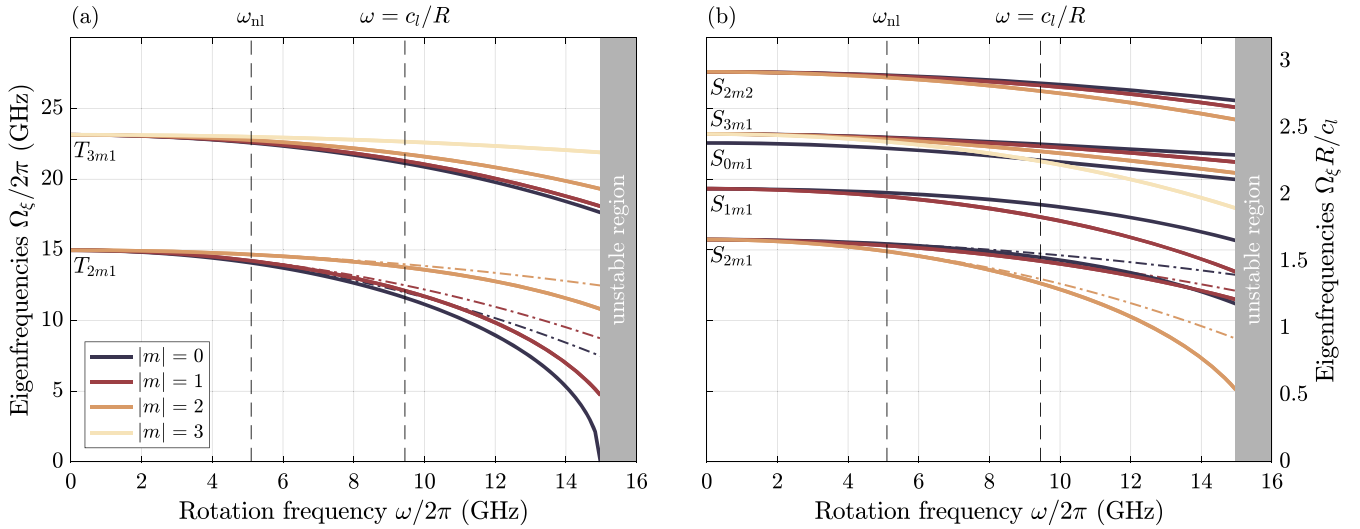 (a)
ω_nl
ω = c_l/R
Eigenfrequencies Ω_ξ/2π (GHz)
25
20
15
10
5
0
T_3m1
T_2m1
|m| = 0
|m| = 1
|m| = 2
|m| = 3
unstable region
0 2 4 6 8 10 12 14 16
Rotation frequency ω/2π (GHz)
(b)
ω_nl
ω = c_l/R
S_2m2
S_3m1
S_0m1
S_1m1
S_2m1
unstable region
3
2.5
2
1.5
1
0.5
0
Eigenfrequencies Ω_ξR/c_l
0 2 4 6 8 10 12 14 16
Rotation frequency ω/2π (GHz)